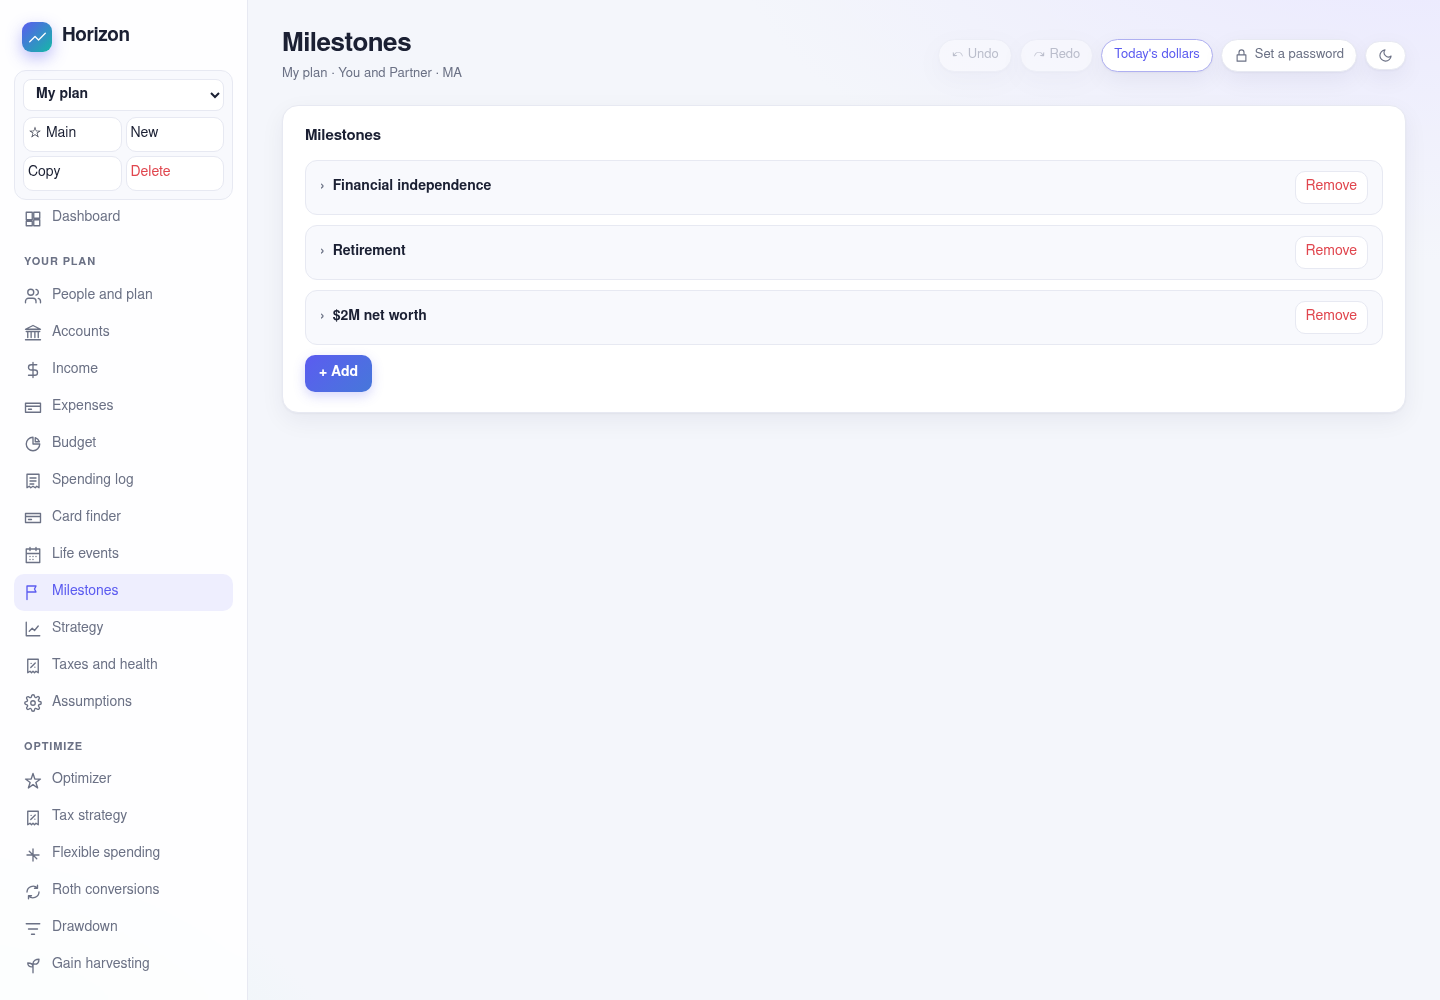 Horizon
My plan
☆ Main
New
Copy
Delete
Dashboard
YOUR PLAN
People and plan
Accounts
Income
Expenses
Budget
Spending log
Card finder
Life events
Milestones
Strategy
Taxes and health
Assumptions
OPTIMIZE
Optimizer
Tax strategy
Flexible spending
Roth conversions
Drawdown
Gain harvesting
Milestones
My plan · You and Partner · MA
Undo
Redo
Today's dollars
Set a password
Milestones
› Financial independence
Remove
› Retirement
Remove
› $2M net worth
Remove
+ Add